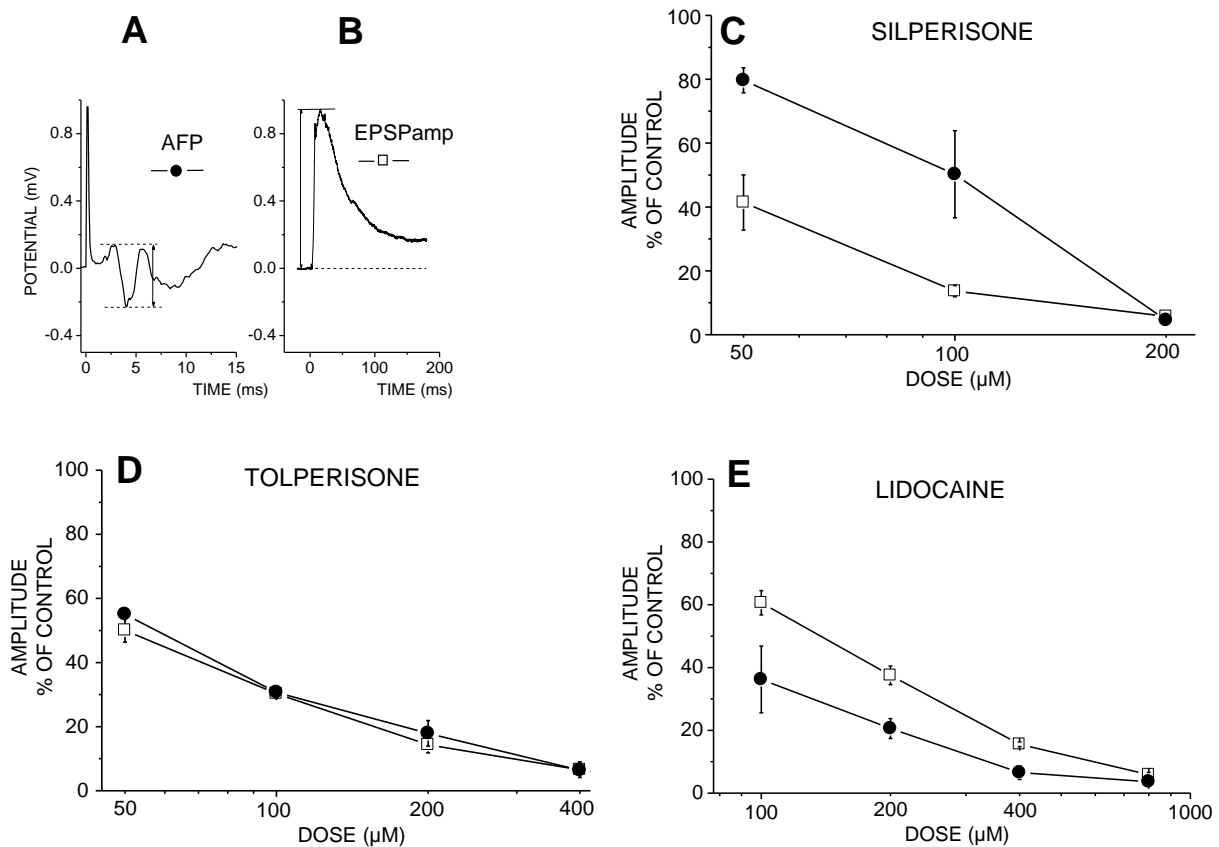 A
B
AFP
EPSPamp
POTENTIAL (mV)
0.8
0.4
0.0
-0.4
0
5
10
15
TIME (ms)
0.8
0.4
0.0
-0.4
0
100
200
TIME (ms)
C
SILPERISONE
AMPLITUDE
% OF CONTROL
100
80
60
40
20
0
50
100
200
DOSE (µM)
D
TOLPERISONE
AMPLITUDE
% OF CONTROL
100
80
60
40
20
0
50
100
200
400
DOSE (µM)
E
LIDOCAINE
AMPLITUDE
% OF CONTROL
100
80
60
40
20
0
100
200
400
800
1000
DOSE (µM)